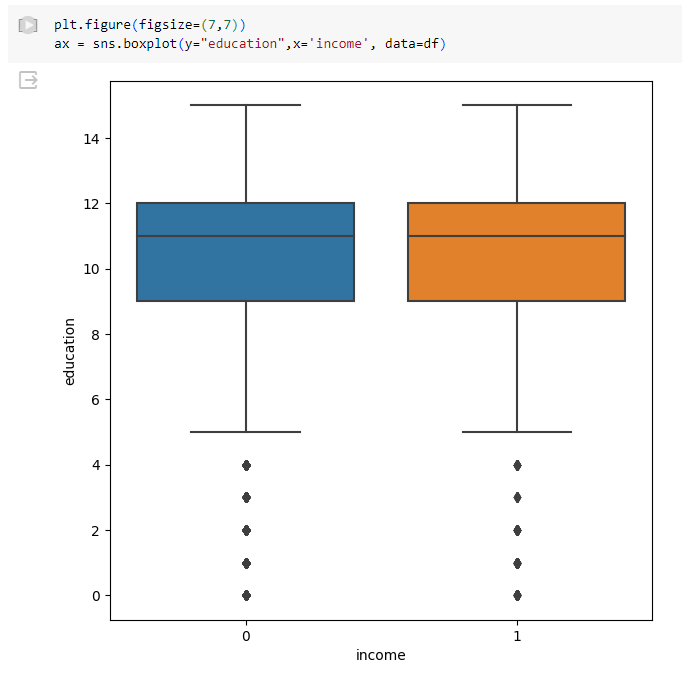 plt.figure(figsize=(7,7))
ax = sns.boxplot(y="education",x='income', data=df)
14
12
10
8
6
4
2
0
education
0 1
income